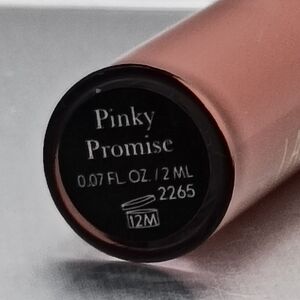 Pinky
Promise
0.07 FL. OZ. / 2 ML
2265
12M